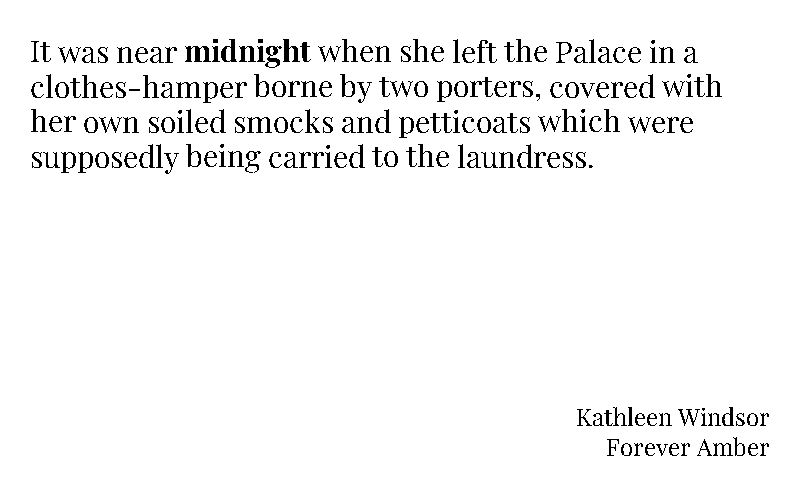 It was near midnight when she left the Palace in a
clothes-hamper borne by two porters, covered with
her own soiled smocks and petticoats which were
supposedly being carried to the laundress.
Kathleen Windsor
Forever Amber